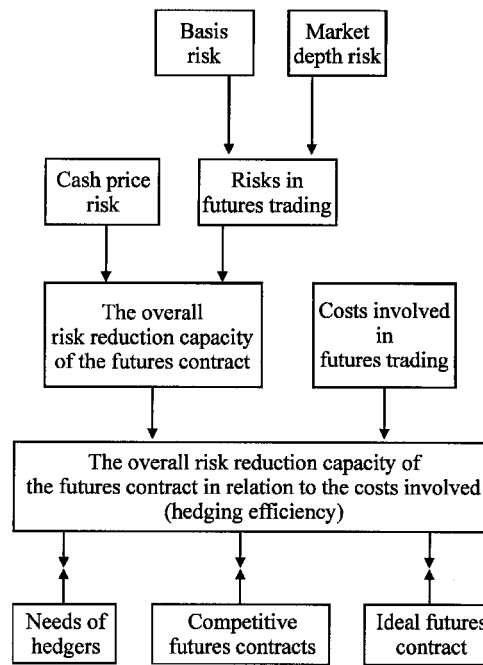 Basis
risk
Market
depth risk
Cash price
risk
Risks in
futures trading
The overall
risk reduction capacity
of the futures contract
Costs involved
in
futures trading
The overall risk reduction capacity of
the futures contract in relation to the costs involved
(hedging efficiency)
Needs of
hedgers
Competitive
futures contracts
Ideal futures
contract